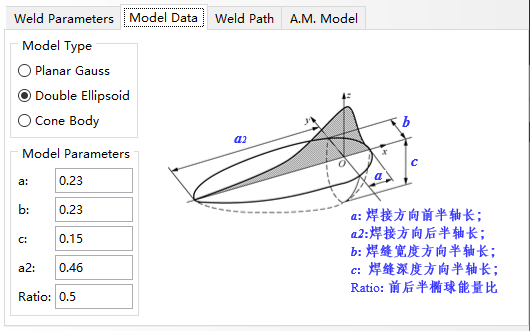 Weld Parameters Model Data Weld Path A.M. Model
Model Type
Planar Gauss
Double Ellipsoid
Cone Body
Model Parameters
a: 0.23
b: 0.23
c: 0.15
a2: 0.46
Ratio: 0.5
z
y
b
a2
x
O
c
a
a: 焊接方向前半轴长；
a2:焊接方向后半轴长；
b: 焊缝宽度方向半轴长；
c: 焊缝深度方向半轴长；
Ratio: 前后半椭球能量比